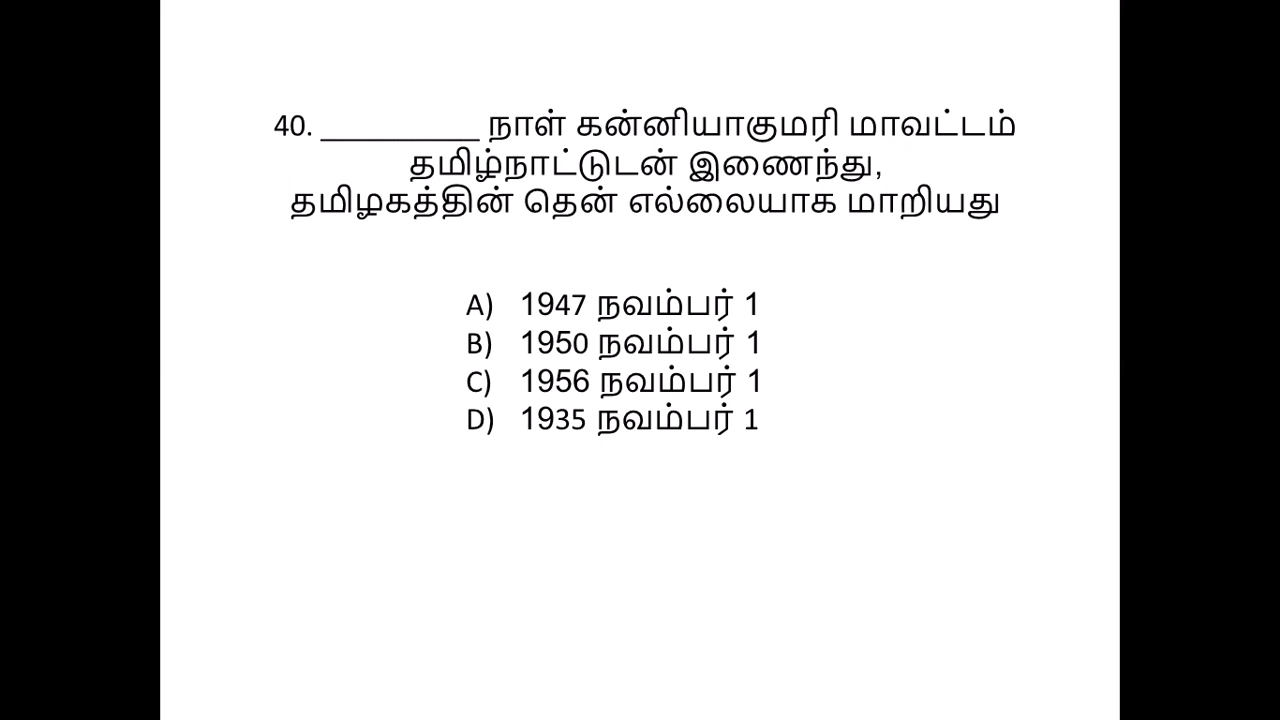 40. __________ நாள் கன்னியாகுமரி மாவட்டம்
தமிழ்நாட்டுடன் இணைந்து,
தமிழகத்தின் தென் எல்லையாக மாறியது
A) 1947 நவம்பர் 1
B) 1950 நவம்பர் 1
C) 1956 நவம்பர் 1
D) 1935 நவம்பர் 1